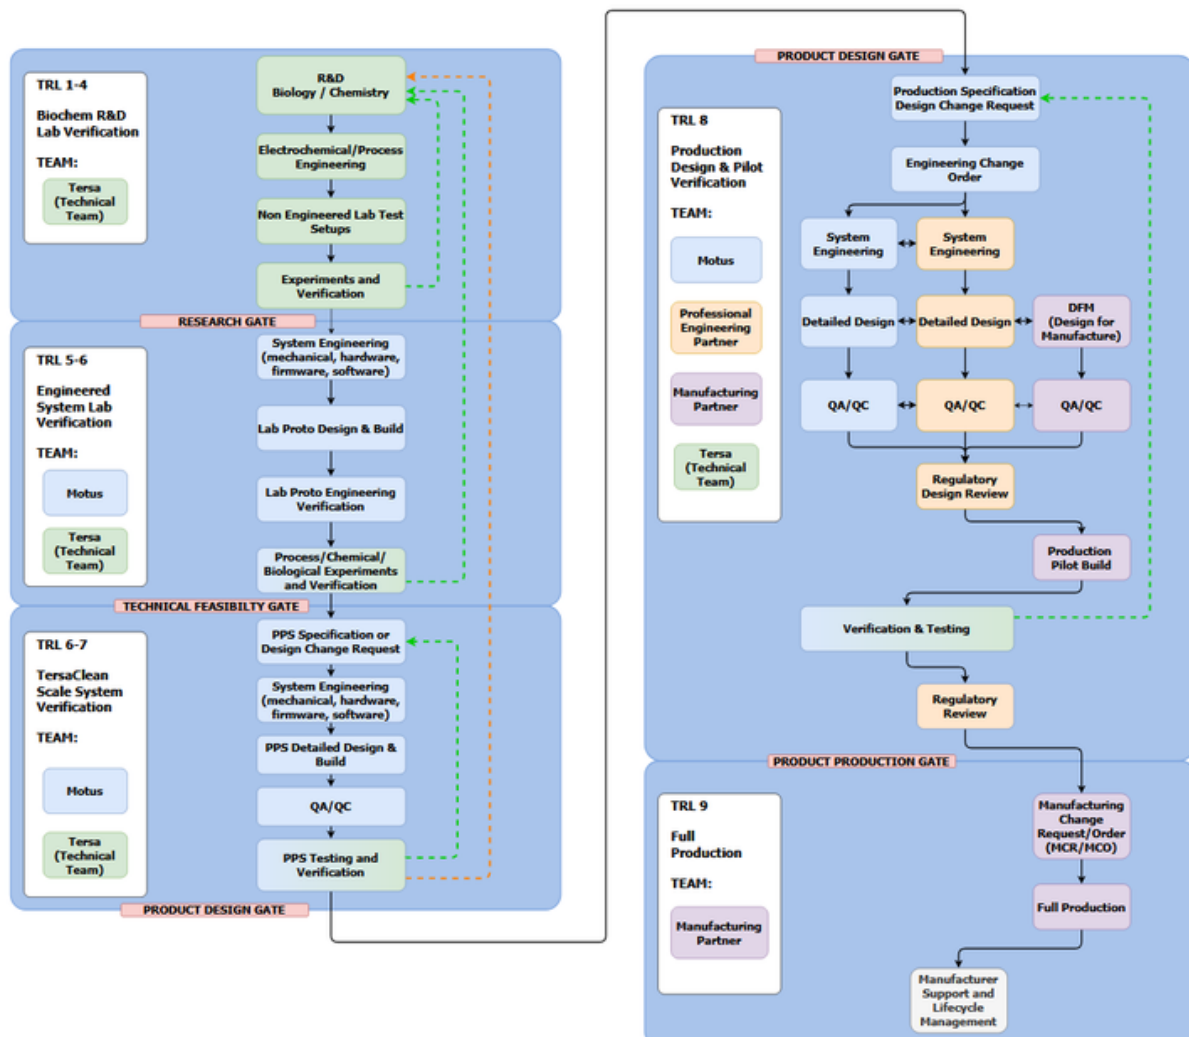 TRL 1-4
Biochem R&D
Lab Verification
TEAM:
Tersa
(Technical
Team)
R&D
Biology / Chemistry
Electrochemical/Process
Engineering
Non Engineered Lab Test
Setups
Experiments and
Verification
RESEARCH GATE
TRL 5-6
Engineered
System Lab
Verification
TEAM:
Motus
Tersa
(Technical
Team)
System Engineering
(mechanical, hardware,
firmware, software)
Lab Proto Design & Build
Lab Proto Engineering
Verification
Process/Chemical/
Biological Experiments
and Verification
TECHNICAL FEASIBILTY GATE
TRL 6-7
TersaClean
Scale System
Verification
TEAM:
Motus
Tersa
(Technical
Team)
PPS Specification or
Design Change Request
System Engineering
(mechanical, hardware,
firmware, software)
PPS Detailed Design &
Build
QA/QC
PPS Testing and
Verification
PRODUCT DESIGN GATE
PRODUCT DESIGN GATE
TRL 8
Production
Design & Pilot
Verification
TEAM:
Motus
Professional
Engineering
Partner
Manufacturing
Partner
Tersa
(Technical
Team)
Production Specification
Design Change Request
Engineering Change
Order
System
Engineering
System
Engineering
Detailed Design
Detailed Design
DFM
(Design for
Manufacture)
QA/QC
QA/QC
QA/QC
Regulatory
Design Review
Production
Pilot Build
Verification & Testing
Regulatory
Review
PRODUCT PRODUCTION GATE
TRL 9
Full
Production
TEAM:
Manufacturing
Partner
Manufacturing
Change
Request/Order
(MCR/MCO)
Full Production
Manufacturer
Support and
Lifecycle
Management